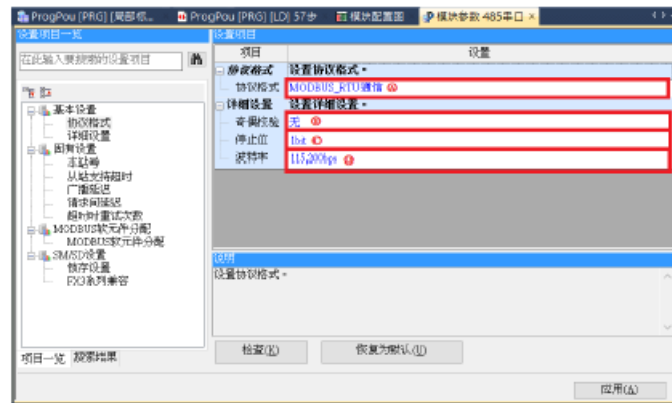 ProgPou [PRG] [局部标... ProgPou [PRG] [LD] 57步 模块配置图 模块参数 485串口 ×
设置项目一览
在此输入要搜索的设置项目
基本设置
协议格式
详细设置
固有设置
本站号
从站支持超时
广播延迟
请求间延迟
超时时重试次数
MODBUS软元件分配
MODBUS软元件分配
SM/SD设置
锁存设置
FX3系列兼容
项目一览 搜索结果
设置项目
项目 设置
协议格式 设置协议格式。
协议格式 MODBUS_RTU通信
详细设置 设置详细设置。
奇偶校验 无
停止位 1bit
波特率 115,200bps
说明
设置协议格式。
检查(K) 恢复为默认(U)
应用(A)